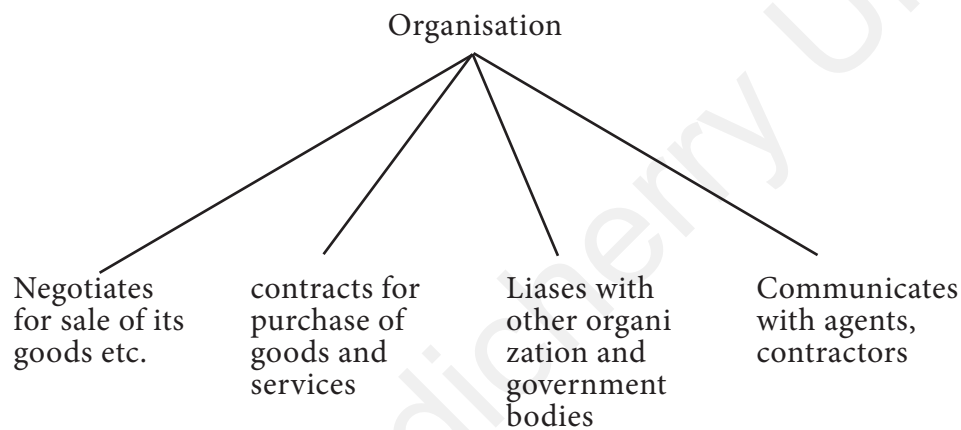 Organisation
Negotiates
for sale of its
goods etc.
contracts for
purchase of
goods and
services
Liases with
other organi
zation and
government
bodies
Communicates
with agents,
contractors